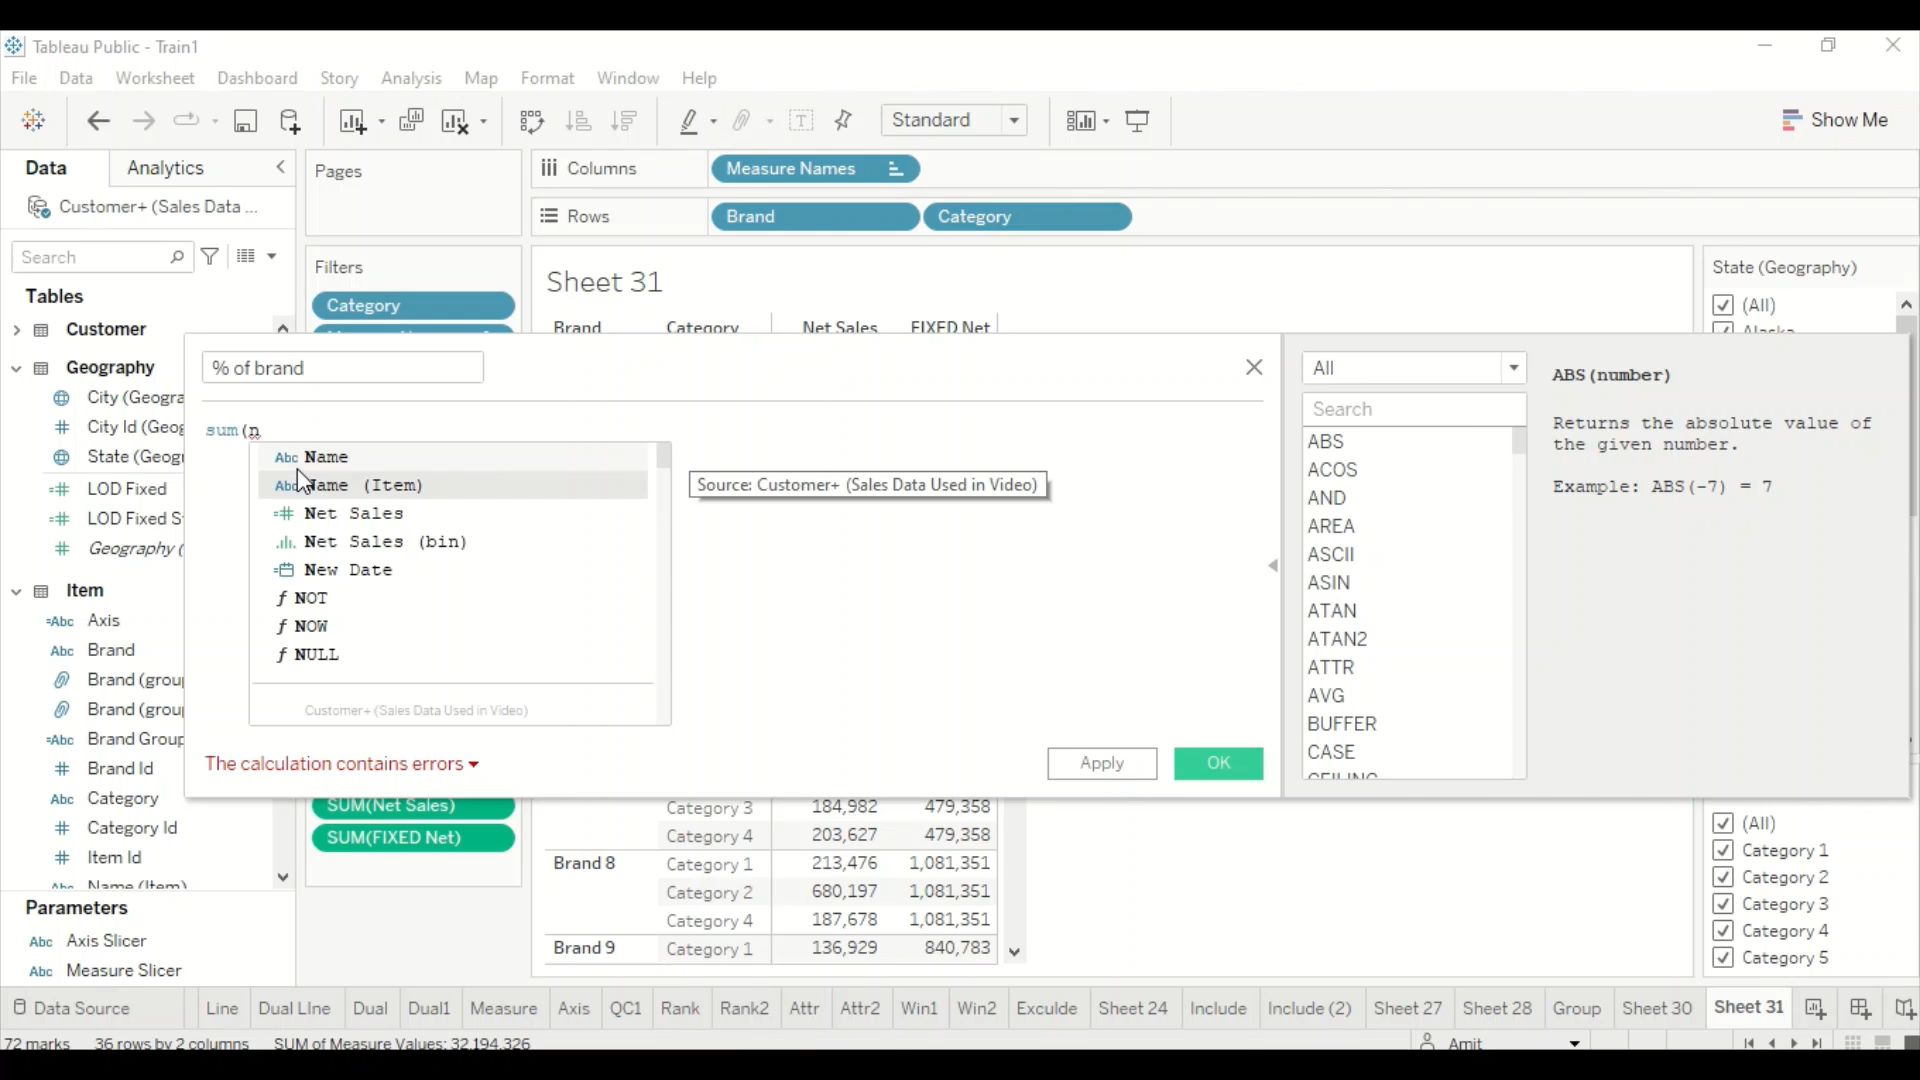 Tableau Public - Train1
File Data Worksheet Dashboard Story Analysis Map Format Window Help
Standard
Show Me
Data Analytics
Pages
Columns
Measure Names
Customer+ (Sales Data ...
Rows
Brand
Category
Search
Filters
Category
Sheet 31
State (Geography)
(All)
Tables
Customer
Brand Category Net Sales FIXED Net
Geography
City (Geogra
City Id (Geog
State (Geogr
LOD Fixed
LOD Fixed S
Geography (
Item
Axis
Brand
Brand (grou
Brand (grou
Brand Group
Brand Id
Category
Category Id
Item Id
Name (Item)
Parameters
Axis Slicer
Measure Slicer
% of brand
sum(n
Name
Name (Item)
Net Sales
Net Sales (bin)
New Date
NOT
NOW
NULL
Customer+ (Sales Data Used in Video)
Source: Customer+ (Sales Data Used in Video)
The calculation contains errors
Apply
OK
All
Search
ABS
ACOS
AND
AREA
ASCII
ASIN
ATAN
ATAN2
ATTR
AVG
BUFFER
CASE
CEILING
ABS(number)
Returns the absolute value of
the given number.
Example: ABS(-7) = 7
SUM(Net Sales)
SUM(FIXED Net)
Category 3 184,982 479,358
Category 4 203,627 479,358
Brand 8 Category 1 213,476 1,081,351
Category 2 680,197 1,081,351
Category 4 187,678 1,081,351
Brand 9 Category 1 136,929 840,783
(All)
Category 1
Category 2
Category 3
Category 4
Category 5
Data Source Line Dual LIne Dual Dual1 Measure Axis QC1 Rank Rank2 Attr Attr2 Win1 Win2 Exculde Sheet 24 Include Include (2) Sheet 27 Sheet 28 Group Sheet 30 Sheet 31
72 marks 36 rows by 2 columns SUM of Measure Values: 32,194,326
Amit